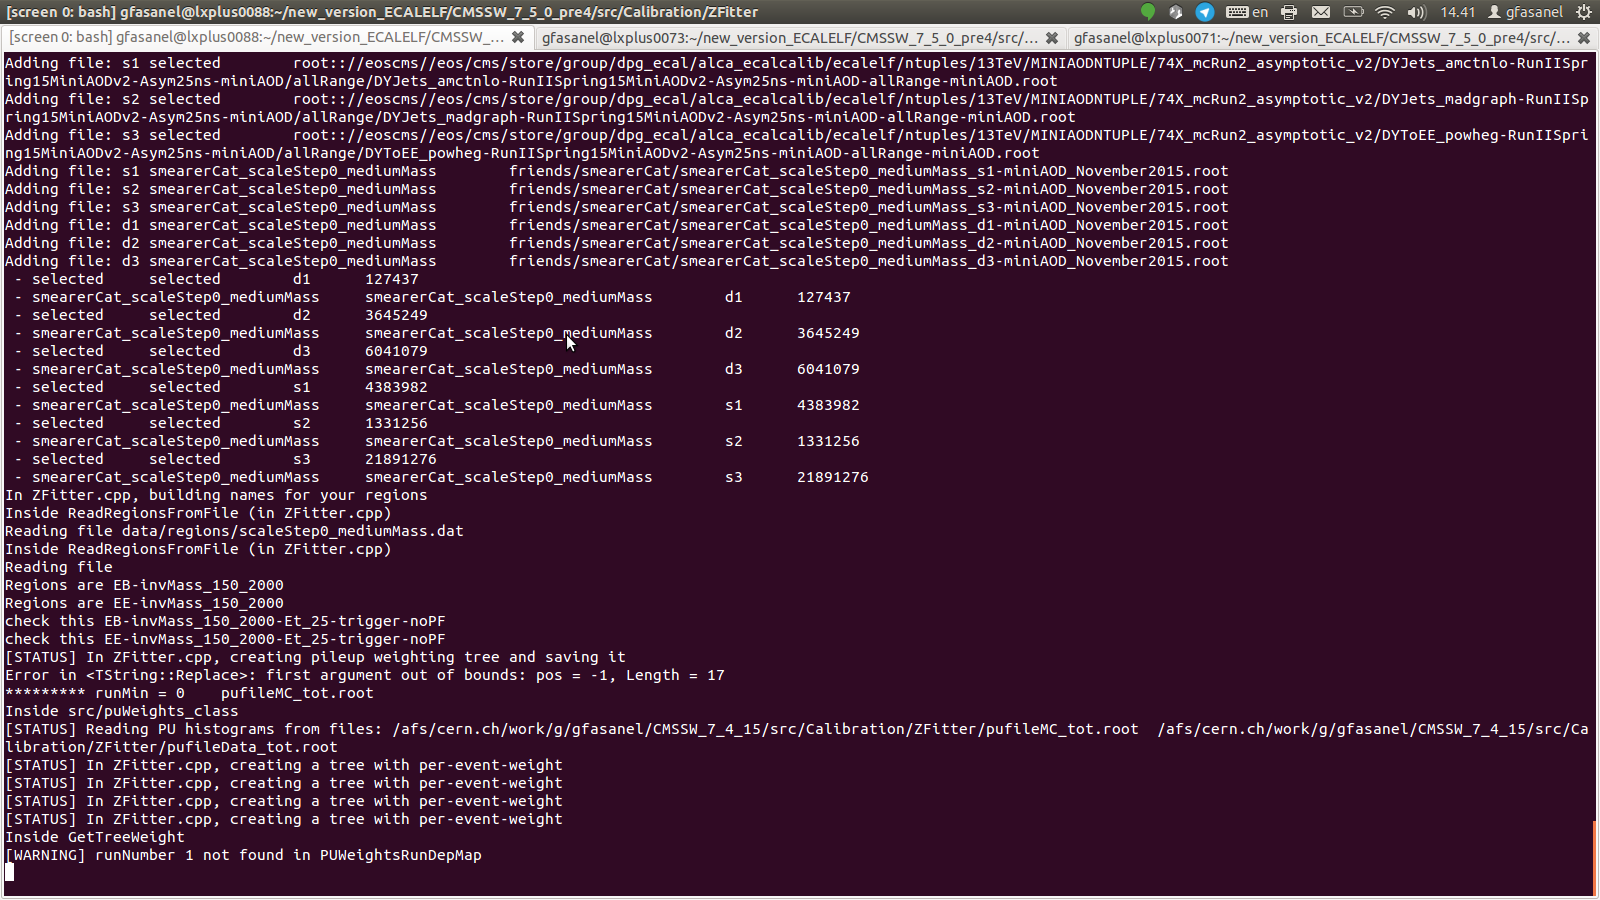 [screen 0: bash] gfasanel@lxplus0088:~/new_version_ECALELF/CMSSW_7_5_0_pre4/src/Calibration/ZFitter en 14.41 gfasanel
[screen 0: bash] gfasanel@lxplus0088:~/new_version_ECALELF/CMSSW_... gfasanel@lxplus0073:~/new_version_ECALELF/CMSSW_7_5_0_pre4/src/... gfasanel@lxplus0071:~/new_version_ECALELF/CMSSW_7_5_0_pre4/src/...
Adding file: s1 selected root:://eoscms//eos/cms/store/group/dpg_ecal/alca_ecalcalib/ecalelf/ntuples/13TeV/MINIAODNTUPLE/74X_mcRun2_asymptotic_v2/DYJets_amctnlo-RunIISpr
ing15MiniAODv2-Asym25ns-miniAOD/allRange/DYJets_amctnlo-RunIISpring15MiniAODv2-Asym25ns-miniAOD-allRange-miniAOD.root
Adding file: s2 selected root:://eoscms//eos/cms/store/group/dpg_ecal/alca_ecalcalib/ecalelf/ntuples/13TeV/MINIAODNTUPLE/74X_mcRun2_asymptotic_v2/DYJets_madgraph-RunIISp
ring15MiniAODv2-Asym25ns-miniAOD/allRange/DYJets_madgraph-RunIISpring15MiniAODv2-Asym25ns-miniAOD-allRange-miniAOD.root
Adding file: s3 selected root:://eoscms//eos/cms/store/group/dpg_ecal/alca_ecalcalib/ecalelf/ntuples/13TeV/MINIAODNTUPLE/74X_mcRun2_asymptotic_v2/DYToEE_powheg-RunIISpri
ng15MiniAODv2-Asym25ns-miniAOD/allRange/DYToEE_powheg-RunIISpring15MiniAODv2-Asym25ns-miniAOD-allRange-miniAOD.root
Adding file: s1 smearerCat_scaleStep0_mediumMass friends/smearerCat/smearerCat_scaleStep0_mediumMass_s1-miniAOD_November2015.root
Adding file: s2 smearerCat_scaleStep0_mediumMass friends/smearerCat/smearerCat_scaleStep0_mediumMass_s2-miniAOD_November2015.root
Adding file: s3 smearerCat_scaleStep0_mediumMass friends/smearerCat/smearerCat_scaleStep0_mediumMass_s3-miniAOD_November2015.root
Adding file: d1 smearerCat_scaleStep0_mediumMass friends/smearerCat/smearerCat_scaleStep0_mediumMass_d1-miniAOD_November2015.root
Adding file: d2 smearerCat_scaleStep0_mediumMass friends/smearerCat/smearerCat_scaleStep0_mediumMass_d2-miniAOD_November2015.root
Adding file: d3 smearerCat_scaleStep0_mediumMass friends/smearerCat/smearerCat_scaleStep0_mediumMass_d3-miniAOD_November2015.root
- selected selected d1 127437
- smearerCat_scaleStep0_mediumMass smearerCat_scaleStep0_mediumMass d1 127437
- selected selected d2 3645249
- smearerCat_scaleStep0_mediumMass smearerCat_scaleStep0_mediumMass d2 3645249
- selected selected d3 6041079
- smearerCat_scaleStep0_mediumMass smearerCat_scaleStep0_mediumMass d3 6041079
- selected selected s1 4383982
- smearerCat_scaleStep0_mediumMass smearerCat_scaleStep0_mediumMass s1 4383982
- selected selected s2 1331256
- smearerCat_scaleStep0_mediumMass smearerCat_scaleStep0_mediumMass s2 1331256
- selected selected s3 21891276
- smearerCat_scaleStep0_mediumMass smearerCat_scaleStep0_mediumMass s3 21891276
In ZFitter.cpp, building names for your regions
Inside ReadRegionsFromFile (in ZFitter.cpp)
Reading file data/regions/scaleStep0_mediumMass.dat
Inside ReadRegionsFromFile (in ZFitter.cpp)
Reading file
Regions are EB-invMass_150_2000
Regions are EE-invMass_150_2000
check this EB-invMass_150_2000-Et_25-trigger-noPF
check this EE-invMass_150_2000-Et_25-trigger-noPF
[STATUS] In ZFitter.cpp, creating pileup weighting tree and saving it
Error in <TString::Replace>: first argument out of bounds: pos = -1, Length = 17
********* runMin = 0 pufileMC_tot.root
Inside src/puWeights_class
[STATUS] Reading PU histograms from files: /afs/cern.ch/work/g/gfasanel/CMSSW_7_4_15/src/Calibration/ZFitter/pufileMC_tot.root /afs/cern.ch/work/g/gfasanel/CMSSW_7_4_15/src/Ca
libration/ZFitter/pufileData_tot.root
[STATUS] In ZFitter.cpp, creating a tree with per-event-weight
[STATUS] In ZFitter.cpp, creating a tree with per-event-weight
[STATUS] In ZFitter.cpp, creating a tree with per-event-weight
[STATUS] In ZFitter.cpp, creating a tree with per-event-weight
Inside GetTreeWeight
[WARNING] runNumber 1 not found in PUWeightsRunDepMap